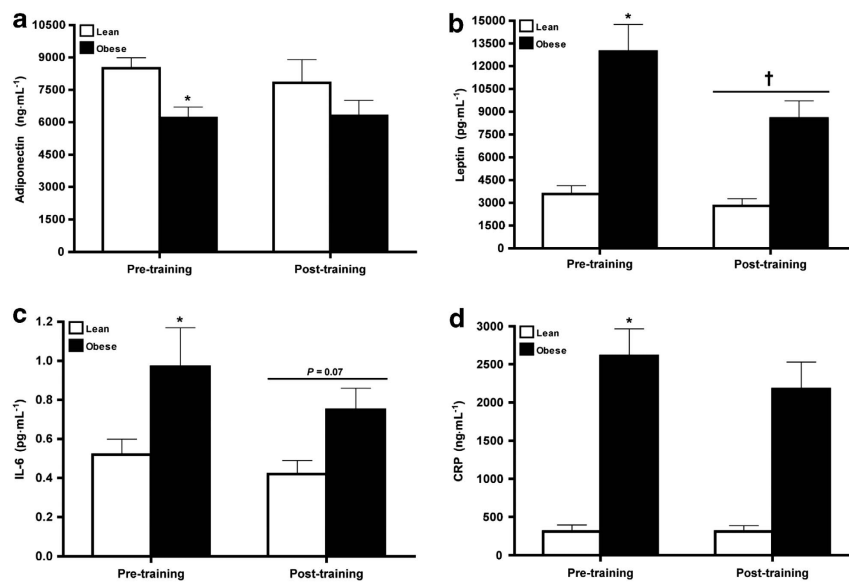 a
10500
9000
7500
6000
4500
3000
1500
0
Adiponectin (ng·mL⁻¹)
Lean
Obese
*
Pre-training
Post-training
b
15000
13500
12000
10500
9000
7500
6000
4500
3000
1500
0
Leptin (pg·mL⁻¹)
Lean
Obese
*
†
Pre-training
Post-training
c
1.2
1.0
0.8
0.6
0.4
0.2
0.0
IL-6 (pg·mL⁻¹)
Lean
Obese
*
P = 0.07
Pre-training
Post-training
d
3000
2500
2000
1500
1000
500
0
CRP (ng·mL⁻¹)
Lean
Obese
*
Pre-training
Post-training